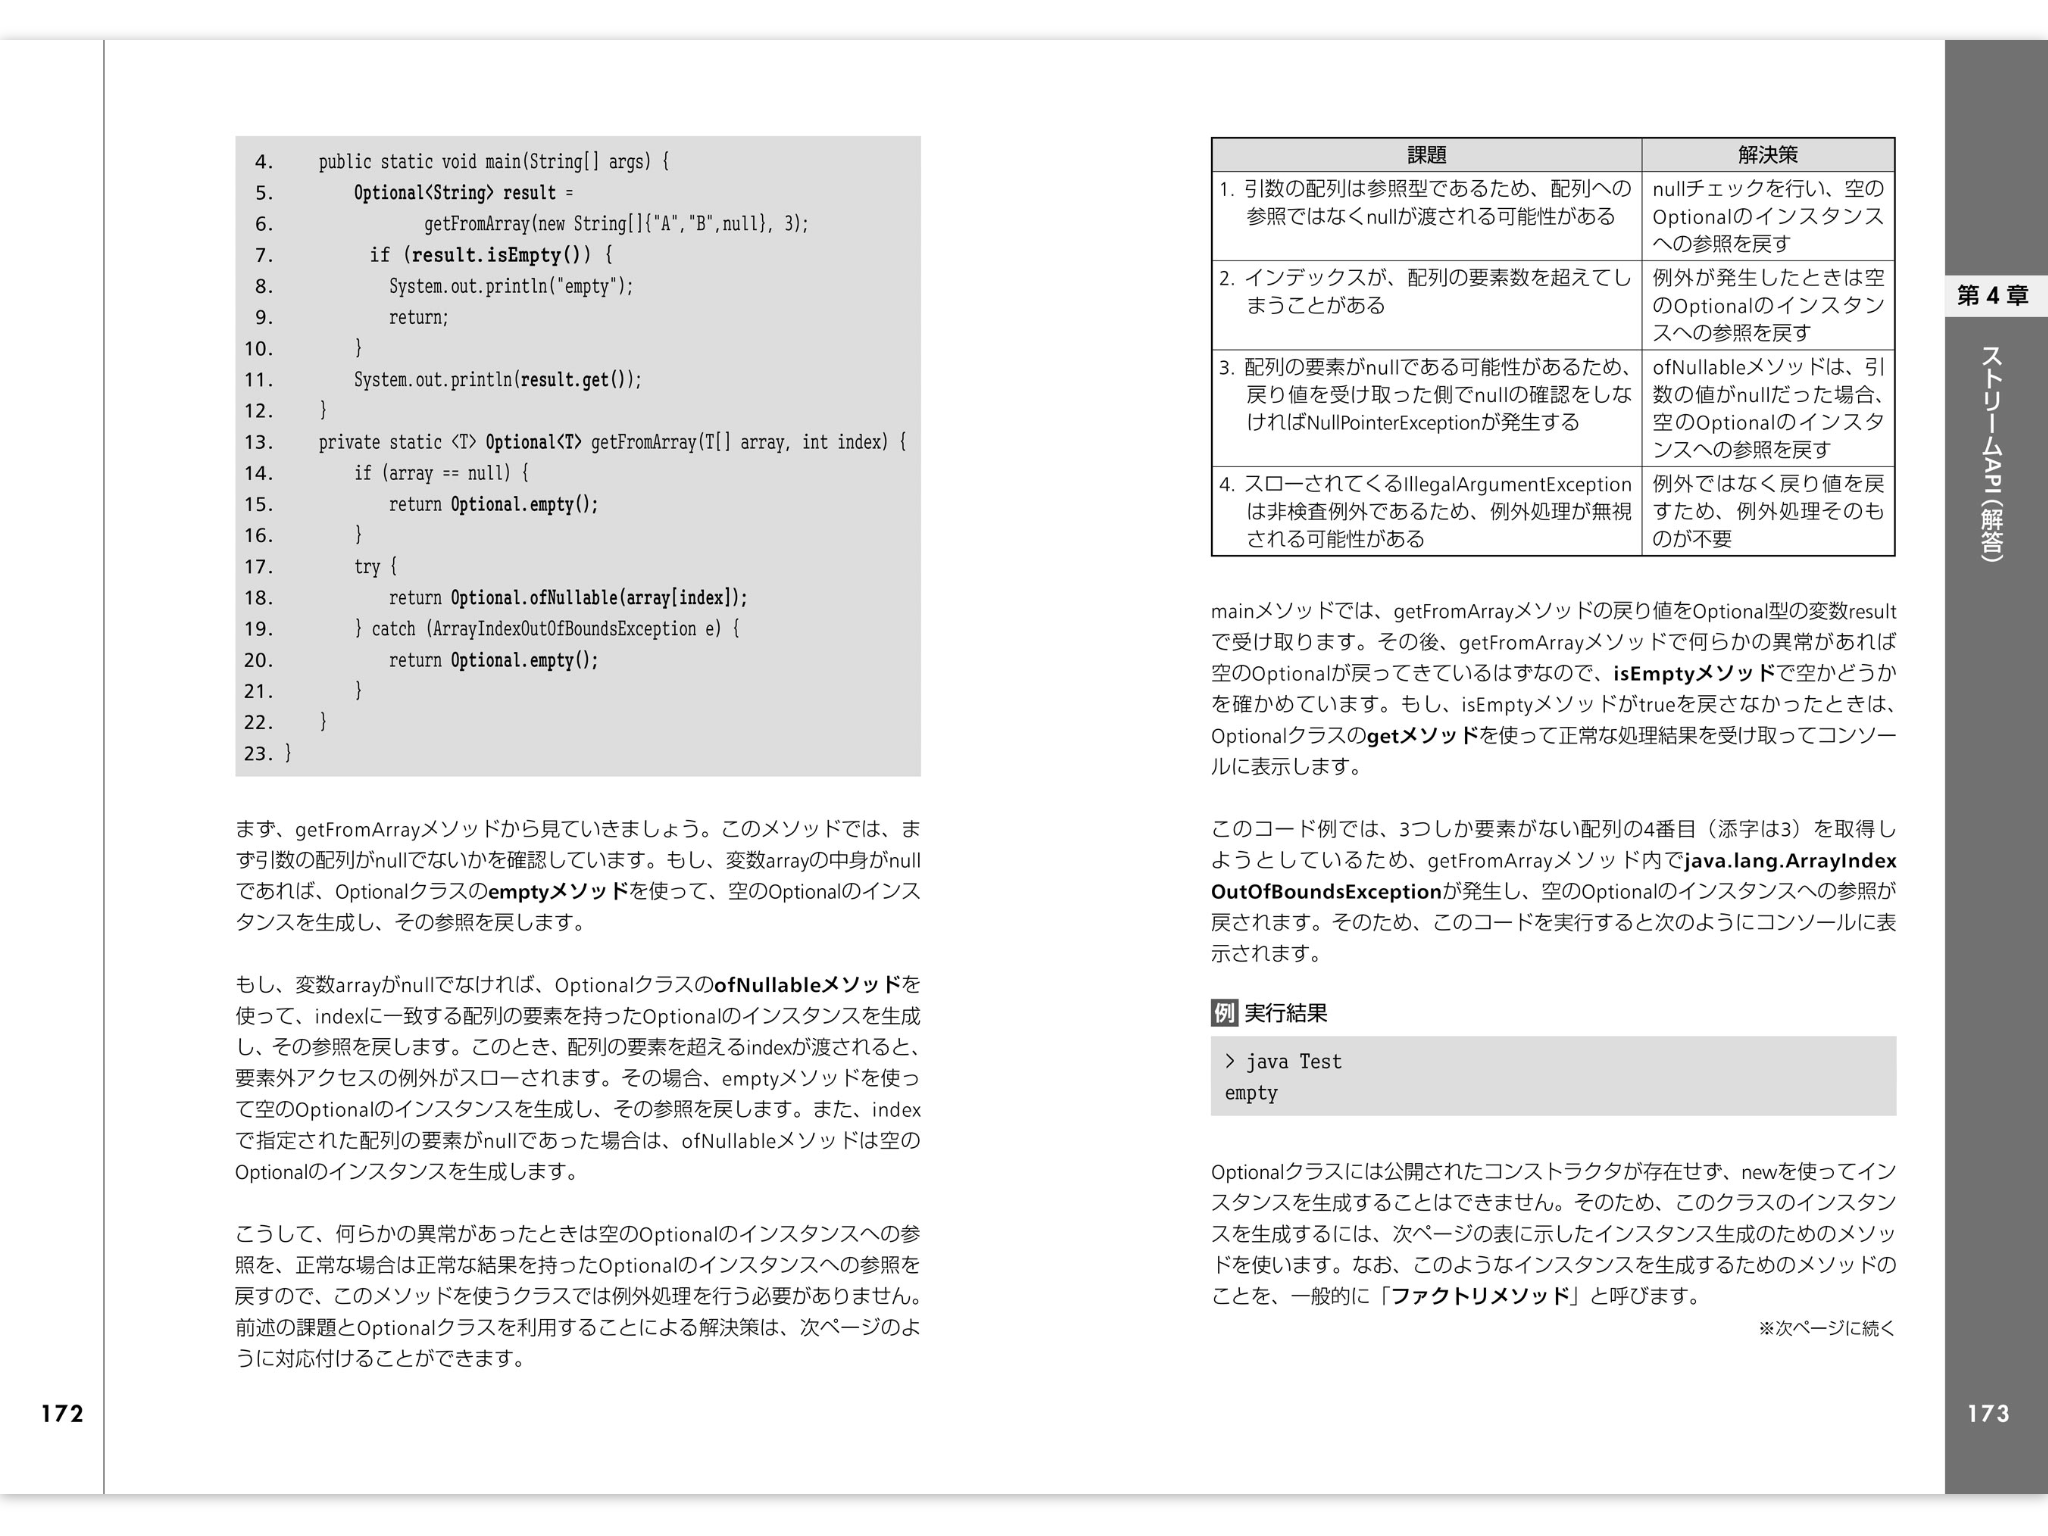 4. public static void main(String[] args) {
5. Optional<String> result =
6. getFromArray(new String[]{"A","B",null}, 3);
7. if (result.isEmpty()) {
8. System.out.println("empty");
9. return;
10. }
11. System.out.println(result.get());
12. }
13. private static <T> Optional<T> getFromArray(T[] array, int index) {
14. if (array == null) {
15. return Optional.empty();
16. }
17. try {
18. return Optional.ofNullable(array[index]);
19. } catch (ArrayIndexOutOfBoundsException e) {
20. return Optional.empty();
21. }
22. }
23. }
まず、getFromArrayメソッドから見ていきましょう。このメソッドでは、ま
ず引数の配列がnullでないかを確認しています。もし、変数arrayの中身がnull
であれば、Optionalクラスのemptyメソッドを使って、空のOptionalのインス
タンスを生成し、その参照を戻します。
もし、変数arrayがnullでなければ、OptionalクラスのofNullableメソッドを
使って、indexに一致する配列の要素を持ったOptionalのインスタンスを生成
し、その参照を戻します。このとき、配列の要素を超えるindexが渡されると、
要素外アクセスの例外がスローされます。その場合、emptyメソッドを使っ
て空のOptionalのインスタンスを生成し、その参照を戻します。また、index
で指定された配列の要素がnullであった場合は、ofNullableメソッドは空の
Optionalのインスタンスを生成します。
こうして、何らかの異常があったときは空のOptionalのインスタンスへの参
照を、正常な場合は正常な結果を持ったOptionalのインスタンスへの参照を
戻すので、このメソッドを使うクラスでは例外処理を行う必要がありません。
前述の課題とOptionalクラスを利用することによる解決策は、次ページのよ
うに対応付けることができます。
172
課題 解決策
1. 引数の配列は参照型であるため、配列への
参照ではなくnullが渡される可能性がある
nullチェックを行い、空の
Optionalのインスタンス
への参照を戻す
2. インデックスが、配列の要素数を超えてし
まうことがある
例外が発生したときは空
のOptionalのインスタン
スへの参照を戻す
3. 配列の要素がnullである可能性があるため、
戻り値を受け取った側でnullの確認をしな
ければNullPointerExceptionが発生する
ofNullableメソッドは、引
数の値がnullだった場合、
空のOptionalのインスタ
ンスへの参照を戻す
4. スローされてくるIllegalArgumentException
は非検査例外であるため、例外処理が無視
される可能性がある
例外ではなく戻り値を戻
すため、例外処理そのも
のが不要
mainメソッドでは、getFromArrayメソッドの戻り値をOptional型の変数result
で受け取ります。その後、getFromArrayメソッドで何らかの異常があれば
空のOptionalが戻ってきているはずなので、isEmptyメソッドで空かどうか
を確かめています。もし、isEmptyメソッドがtrueを戻さなかったときは、
Optionalクラスのgetメソッドを使って正常な処理結果を受け取ってコンソー
ルに表示します。
このコード例では、3つしか要素がない配列の4番目（添字は3）を取得し
ようとしているため、getFromArrayメソッド内でjava.lang.ArrayIndex
OutOfBoundsExceptionが発生し、空のOptionalのインスタンスへの参照が
戻されます。そのため、このコードを実行すると次のようにコンソールに表
示されます。
例 実行結果
> java Test
empty
Optionalクラスには公開されたコンストラクタが存在せず、newを使ってイン
スタンスを生成することはできません。そのため、このクラスのインスタン
スを生成するには、次ページの表に示したインスタンス生成のためのメソッ
ドを使います。なお、このようなインスタンスを生成するためのメソッドの
ことを、一般的に「ファクトリメソッド」と呼びます。
※次ページに続く
第4章
ストリームAPI（解答）
173